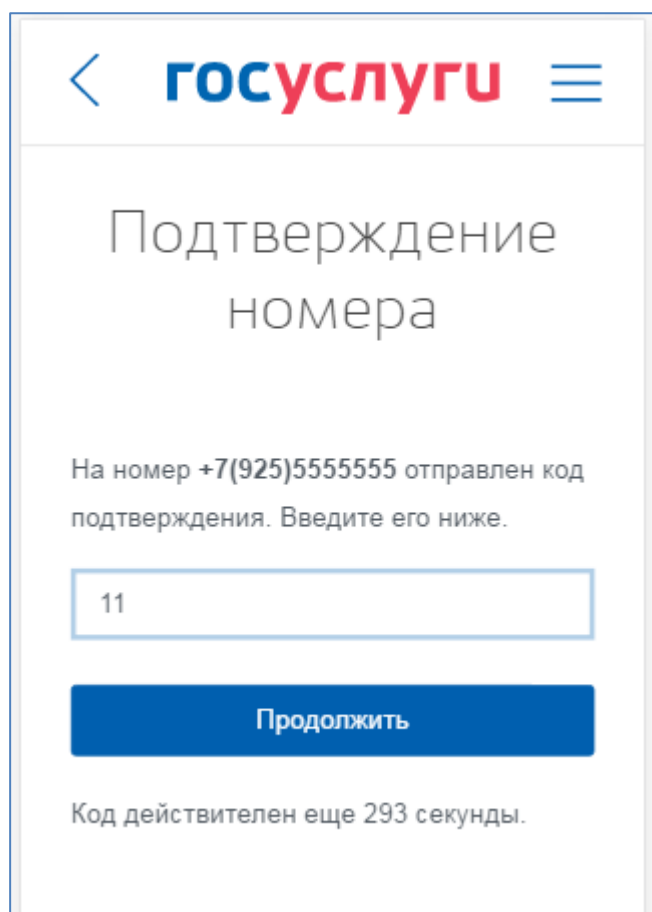 госуслуги
Подтверждение
номера
На номер +7(925)5555555 отправлен код
подтверждения. Введите его ниже.
11
Продолжить
Код действителен еще 293 секунды.